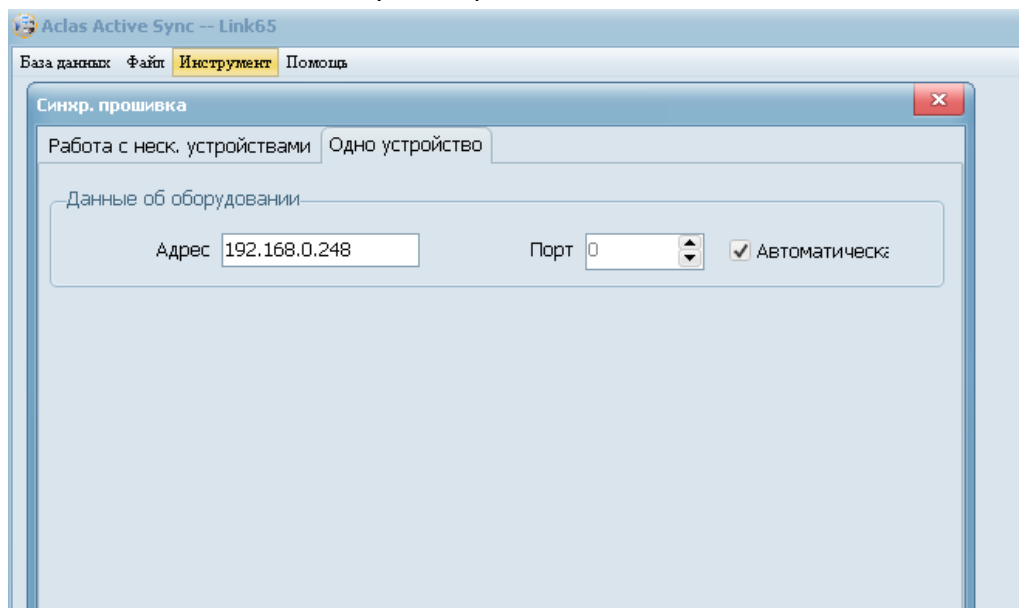 Aclas Active Sync -- Link65
База данных Файл Инструмент Помощь
Синхр. прошивка
Работа с неск. устройствами Одно устройство
Данные об оборудовании
Адрес 192.168.0.248 Порт 0 Автоматическа